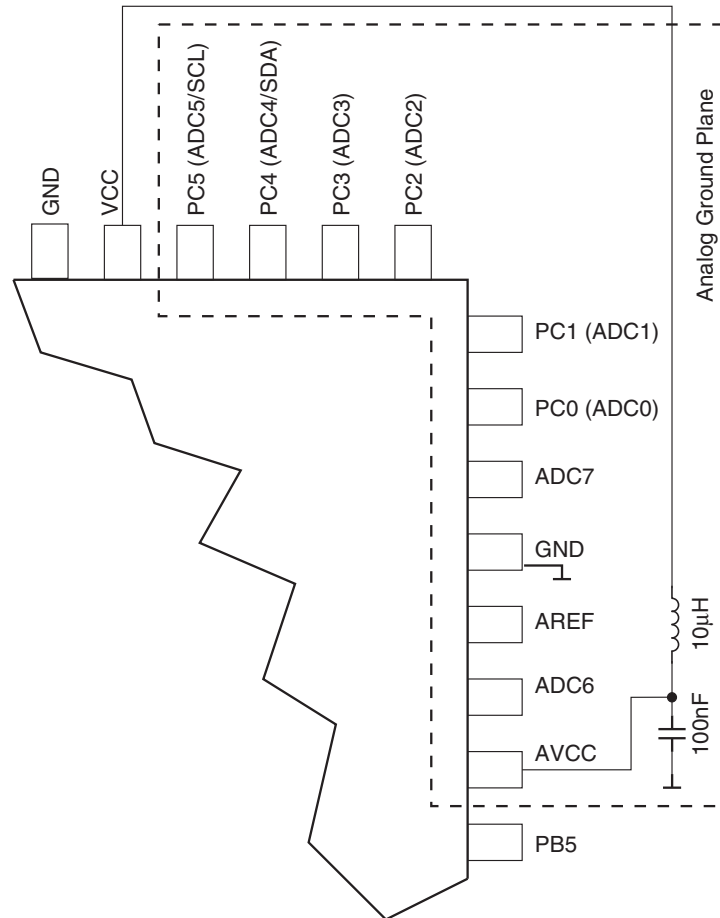 GND
VCC
PC5 (ADC5/SCL)
PC4 (ADC4/SDA)
PC3 (ADC3)
PC2 (ADC2)
Analog Ground Plane
PC1 (ADC1)
PC0 (ADC0)
ADC7
GND
AREF
ADC6
AVCC
PB5
10μH
100nF